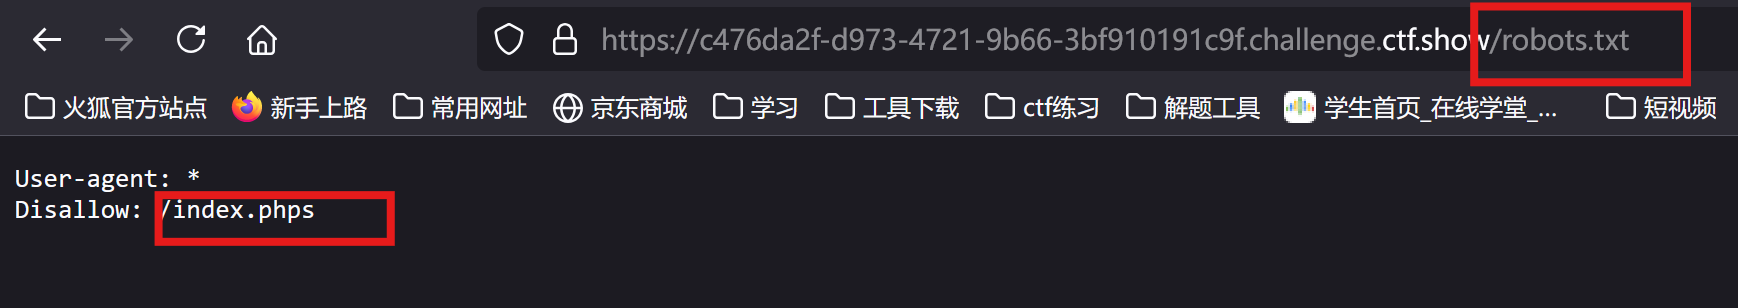 https://c476da2f-d973-4721-9b66-3bf910191c9f.challenge.ctf.show/robots.txt
火狐官方站点 新手上路 常用网址 京东商城 学习 工具下载 ctf练习 解题工具 学生首页_在线学堂_... 短视频
User-agent: *
Disallow: /index.phps